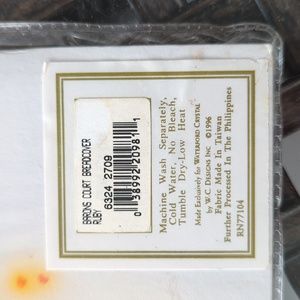 BARONS COURT BREADCOVER
RUBY
6324 2709
0 38992 20981 1
Machine Wash Separately,
Cold Water, No Bleach,
Tumble Dry-Low Heat
Made Exclusively for Waterford Crystal
by W.C. Designs Inc. ©1996
Fabric Made In Taiwan
Further Processed In The Philippines
RN77104